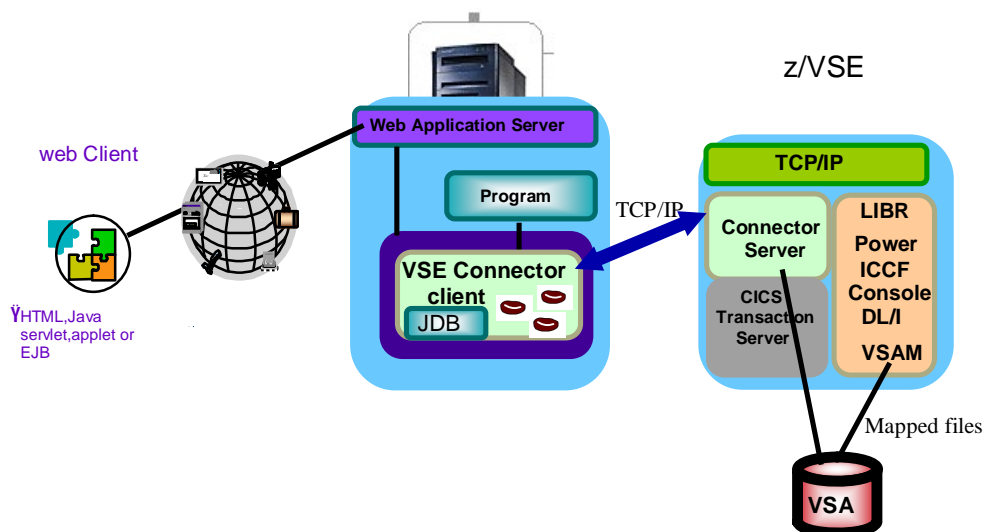 z/VSE
Web Application Server
web Client
TCP/IP
Program
TCP/IP
LIBR
Connector
Server
Power
ICCF
Console
DL/I
VSAM
VSE Connector
client
JDB
CICS
Transaction
Server
ŸHTML,Java
servlet,applet or
EJB
Mapped files
VSA